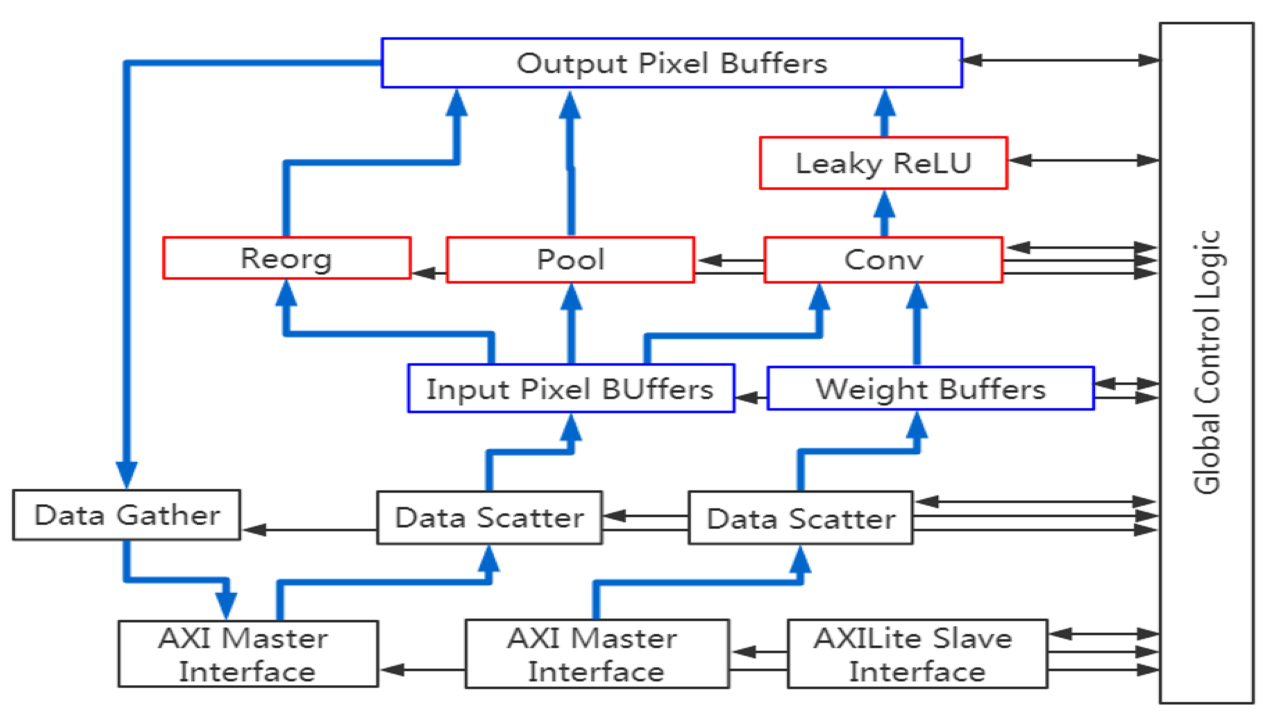 Output Pixel Buffers
Leaky ReLU
Reorg
Pool
Conv
Input Pixel BUffers
Weight Buffers
Data Gather
Data Scatter
Data Scatter
AXI Master
Interface
AXI Master
Interface
AXILite Slave
Interface
Global Control Logic